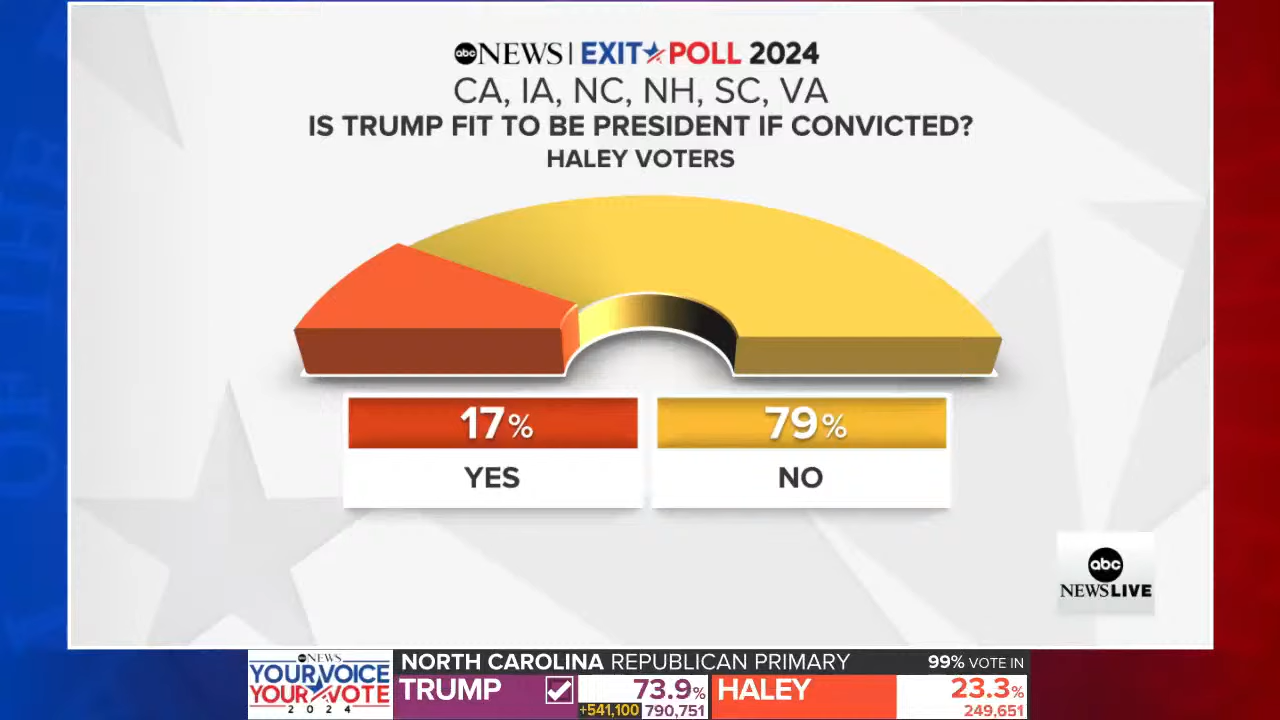 abc NEWS | EXIT POLL 2024
CA, IA, NC, NH, SC, VA
IS TRUMP FIT TO BE PRESIDENT IF CONVICTED?
HALEY VOTERS
17% 79%
YES NO
abc
NEWS LIVE
abc NEWS
YOUR VOICE
YOUR VOTE
2024
NORTH CAROLINA REPUBLICAN PRIMARY 99% VOTE IN
TRUMP 73.9% HALEY 23.3%
+541,100 790,751 249,651